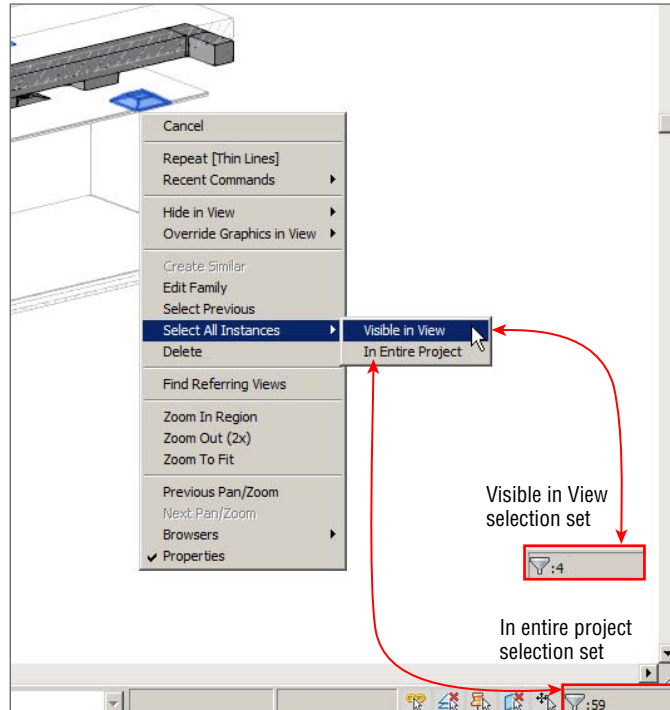 Cancel
Repeat [Thin Lines]
Recent Commands
Hide in View
Override Graphics in View
Create Similar
Edit Family
Select Previous
Select All Instances
Visible in View
In Entire Project
Delete
Find Referring Views
Zoom In Region
Zoom Out (2x)
Zoom To Fit
Previous Pan/Zoom
Next Pan/Zoom
Browsers
Properties
Visible in View
selection set
:4
In entire project
selection set
:59